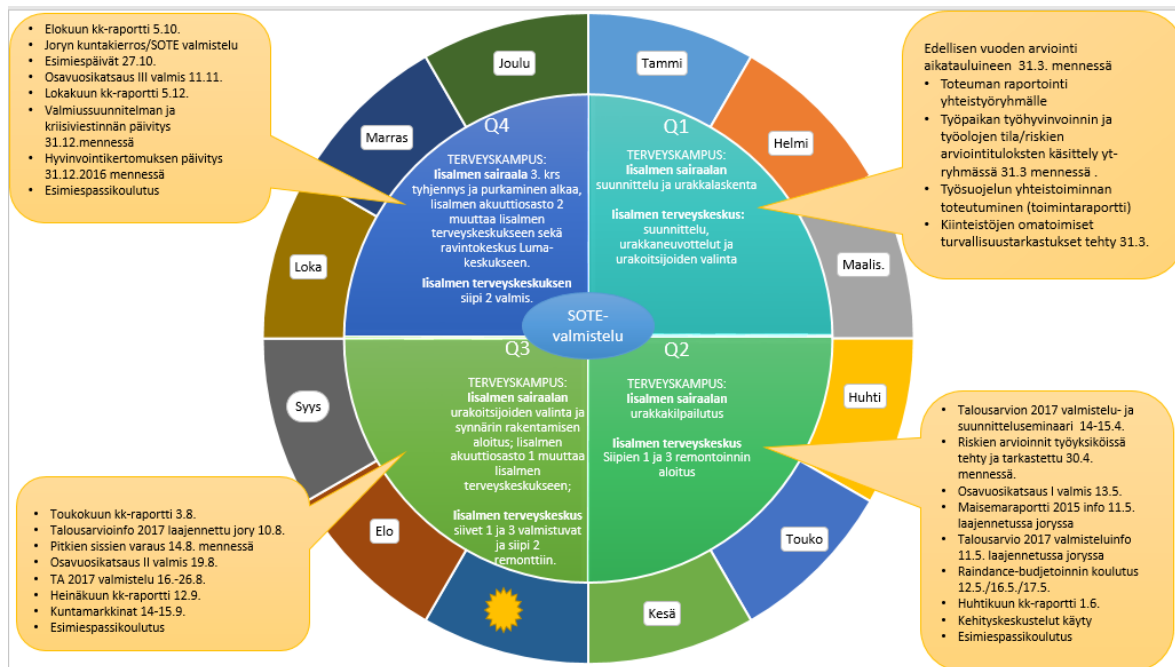 Elokuun kk-raportti 5.10.
Joryn kuntakierros/SOTE valmistelu
Esimiespäivät 27.10.
Osavuosikatsaus III valmis 11.11.
Lokakuun kk-raportti 5.12.
Valmiussuunnitelman ja
kriisiviestinnän päivitys
31.12.mennessä
Hyvinvointikertomuksen päivitys
31.12.2016 mennessä
Esimiespassikoulutus
Joulu
Tammi
Marras
Helmi
Loka
Maalis.
Syys
Huhti
Elo
Touko
Kesä
Edellisen vuoden arviointi
aikatauluineen 31.3. mennessä
Toteuman raportointi
yhteistyöryhmälle
Työpaikan työhyvinvoinnin ja
työolojen tila/riskien
arviointituloksten käsittely yt-
ryhmässä 31.3 mennessä .
Työsuojelun yhteistoiminnan
toteutuminen (toimintaraportti)
Kiinteistöjen omatoimiset
turvallisuustarkastukset tehty 31.3.
Q4
TERVEYSKAMPUS:
Iisalmen sairaala 3. krs
tyhjennys ja purkaminen alkaa,
Iisalmen akuuttiosasto 2
muuttaa Iisalmen
terveyskeskukseen sekä
ravintokeskus Luma-
keskukseen.
Iisalmen terveyskeskuksen
siipi 2 valmis.
Q1
TERVEYSKAMPUS:
Iisalmen sairaalan
suunnittelu ja urakkalaskenta
Iisalmen terveyskeskus:
suunnittelu,
urakkaneuvottelut ja
urakoitsijoiden valinta
SOTE-
valmistelu
Q3
TERVEYSKAMPUS:
Iisalmen sairaalan
urakoitsijoiden valinta ja
synnärin rakentamisen
aloitus; Iisalmen
akuuttiosasto 1 muuttaa
Iisalmen
terveyskeskukseen;
Iisalmen terveyskeskus
siivet 1 ja 3 valmistuvat
ja siipi 2
remonttiin.
Q2
TERVEYSKAMPUS:
Iisalmen sairaalan
urakkakilpailutus
Iisalmen terveyskeskus
Siipien 1 ja 3 remontoinnin
aloitus
Toukokuun kk-raportti 3.8.
Talousarvioinfo 2017 laajennettu jory 10.8.
Pitkien sissien varaus 14.8. mennessä
Osavuosikatsaus II valmis 19.8.
TA 2017 valmistelu 16.-26.8.
Heinäkuun kk-raportti 12.9.
Kuntamarkkinat 14-15.9.
Esimiespassikoulutus
Talousarvion 2017 valmistelu- ja
suunnitteluseminaari 14-15.4.
Riskien arvioinnit työyksiköissä
tehty ja tarkastettu 30.4.
mennessä.
Osavuosikatsaus I valmis 13.5.
Maisemaraportti 2015 info 11.5.
laajennetussa joryssa
Talousarvio 2017 valmisteluinfo
11.5. laajennetussa joryssa
Raindance-budjetoinnin koulutus
12.5./16.5./17.5.
Huhtikuun kk-raportti 1.6.
Kehityskeskustelut käyty
Esimiespassikoulutus